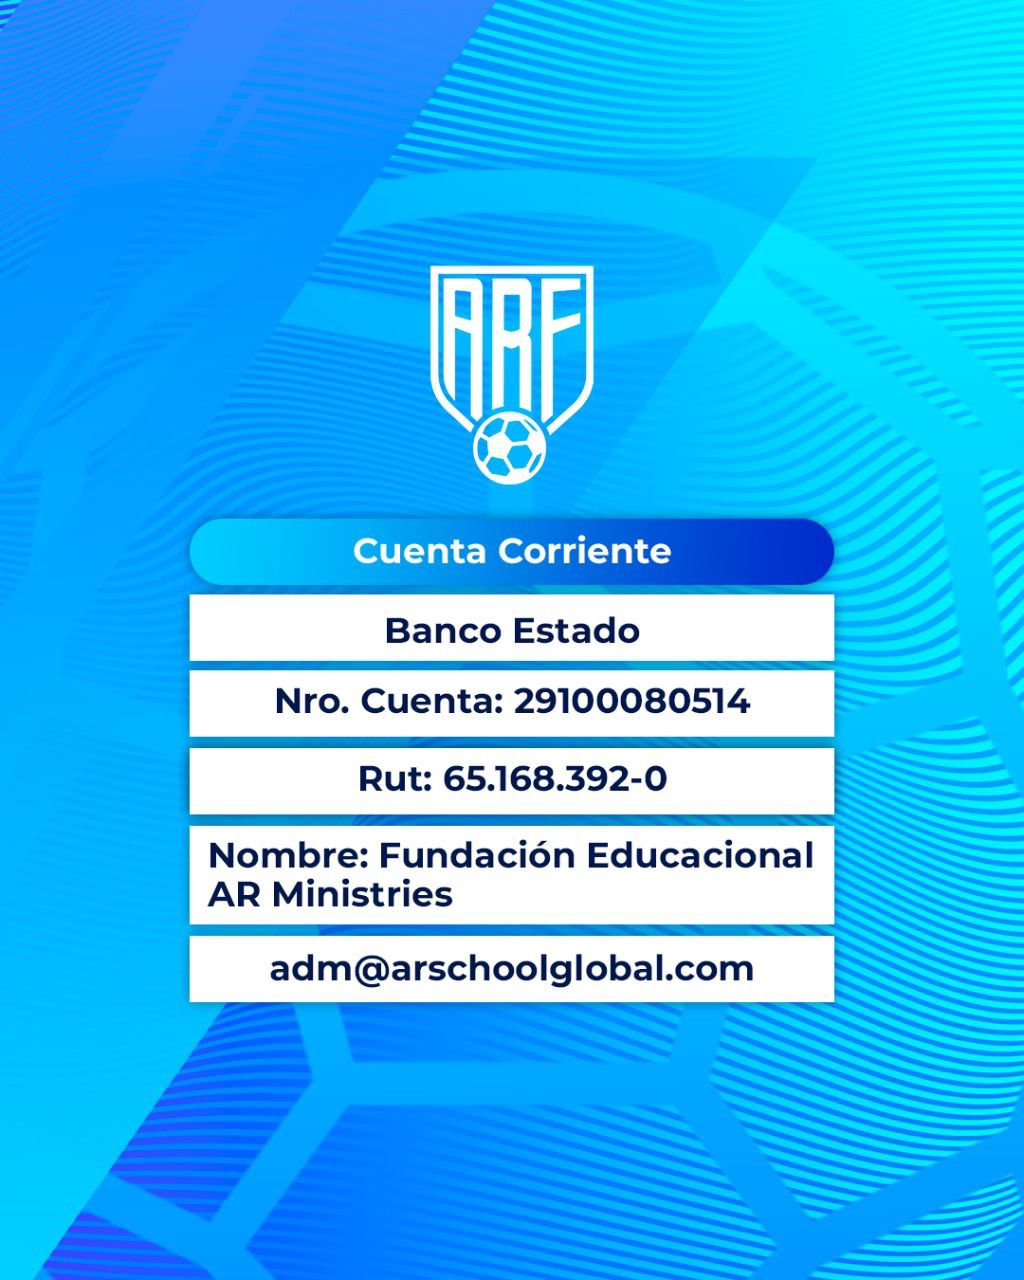 ARF
Cuenta Corriente
Banco Estado
Nro. Cuenta: 29100080514
Rut: 65.168.392-0
Nombre: Fundación Educacional
AR Ministries
adm@arschoolglobal.com